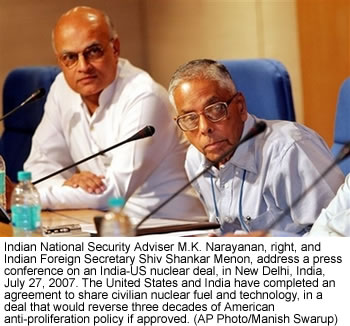 Indian National Security Adviser M.K. Narayanan, right, and
Indian Foreign Secretary Shiv Shankar Menon, address a press
conference on an India-US nuclear deal, in New Delhi, India,
July 27, 2007. The United States and India have completed an
agreement to share civilian nuclear fuel and technology, in a
deal that would reverse three decades of American
anti-proliferation policy if approved. (AP Photo/Manish Swarup)